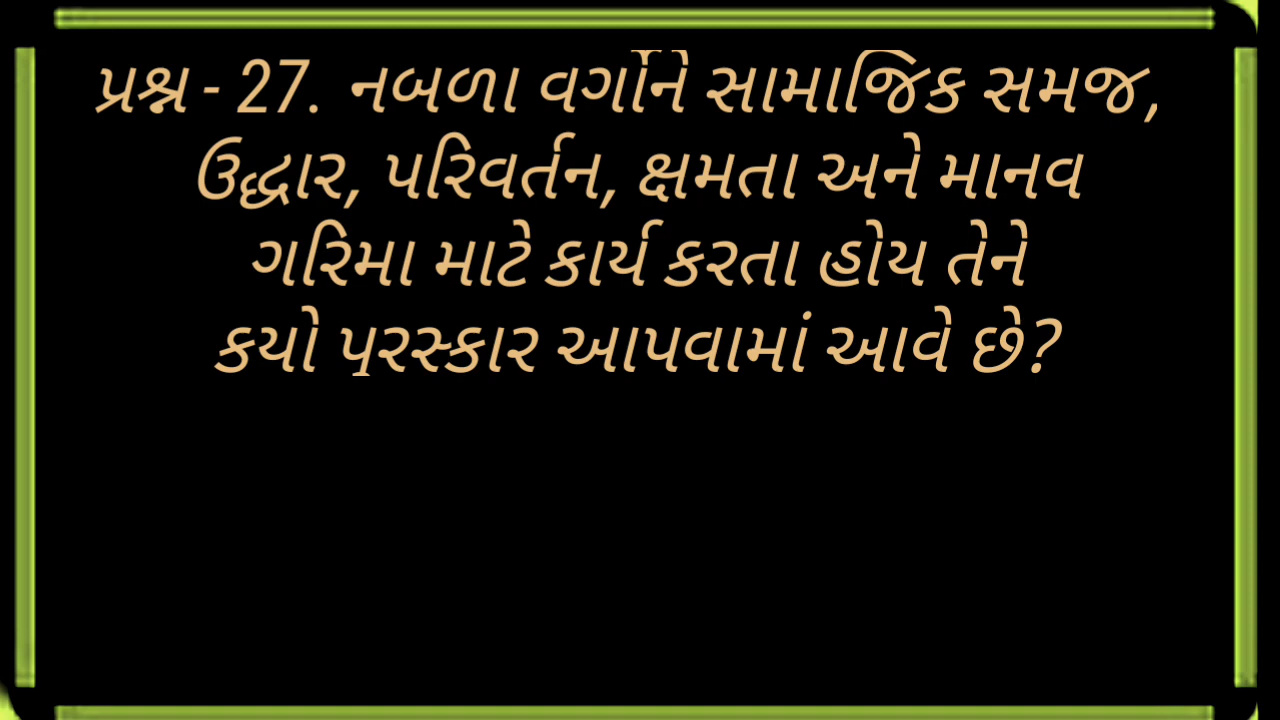 પ્રશ્ન - 27. નબળા વર્ગોને સામાજિક સમજ,
ઉદ્ધાર, પરિવર્તન, ક્ષમતા અને માનવ
ગરિમા માટે કાર્ય કરતા હોય તેને
કયો પુરસ્કાર આપવામાં આવે છે?